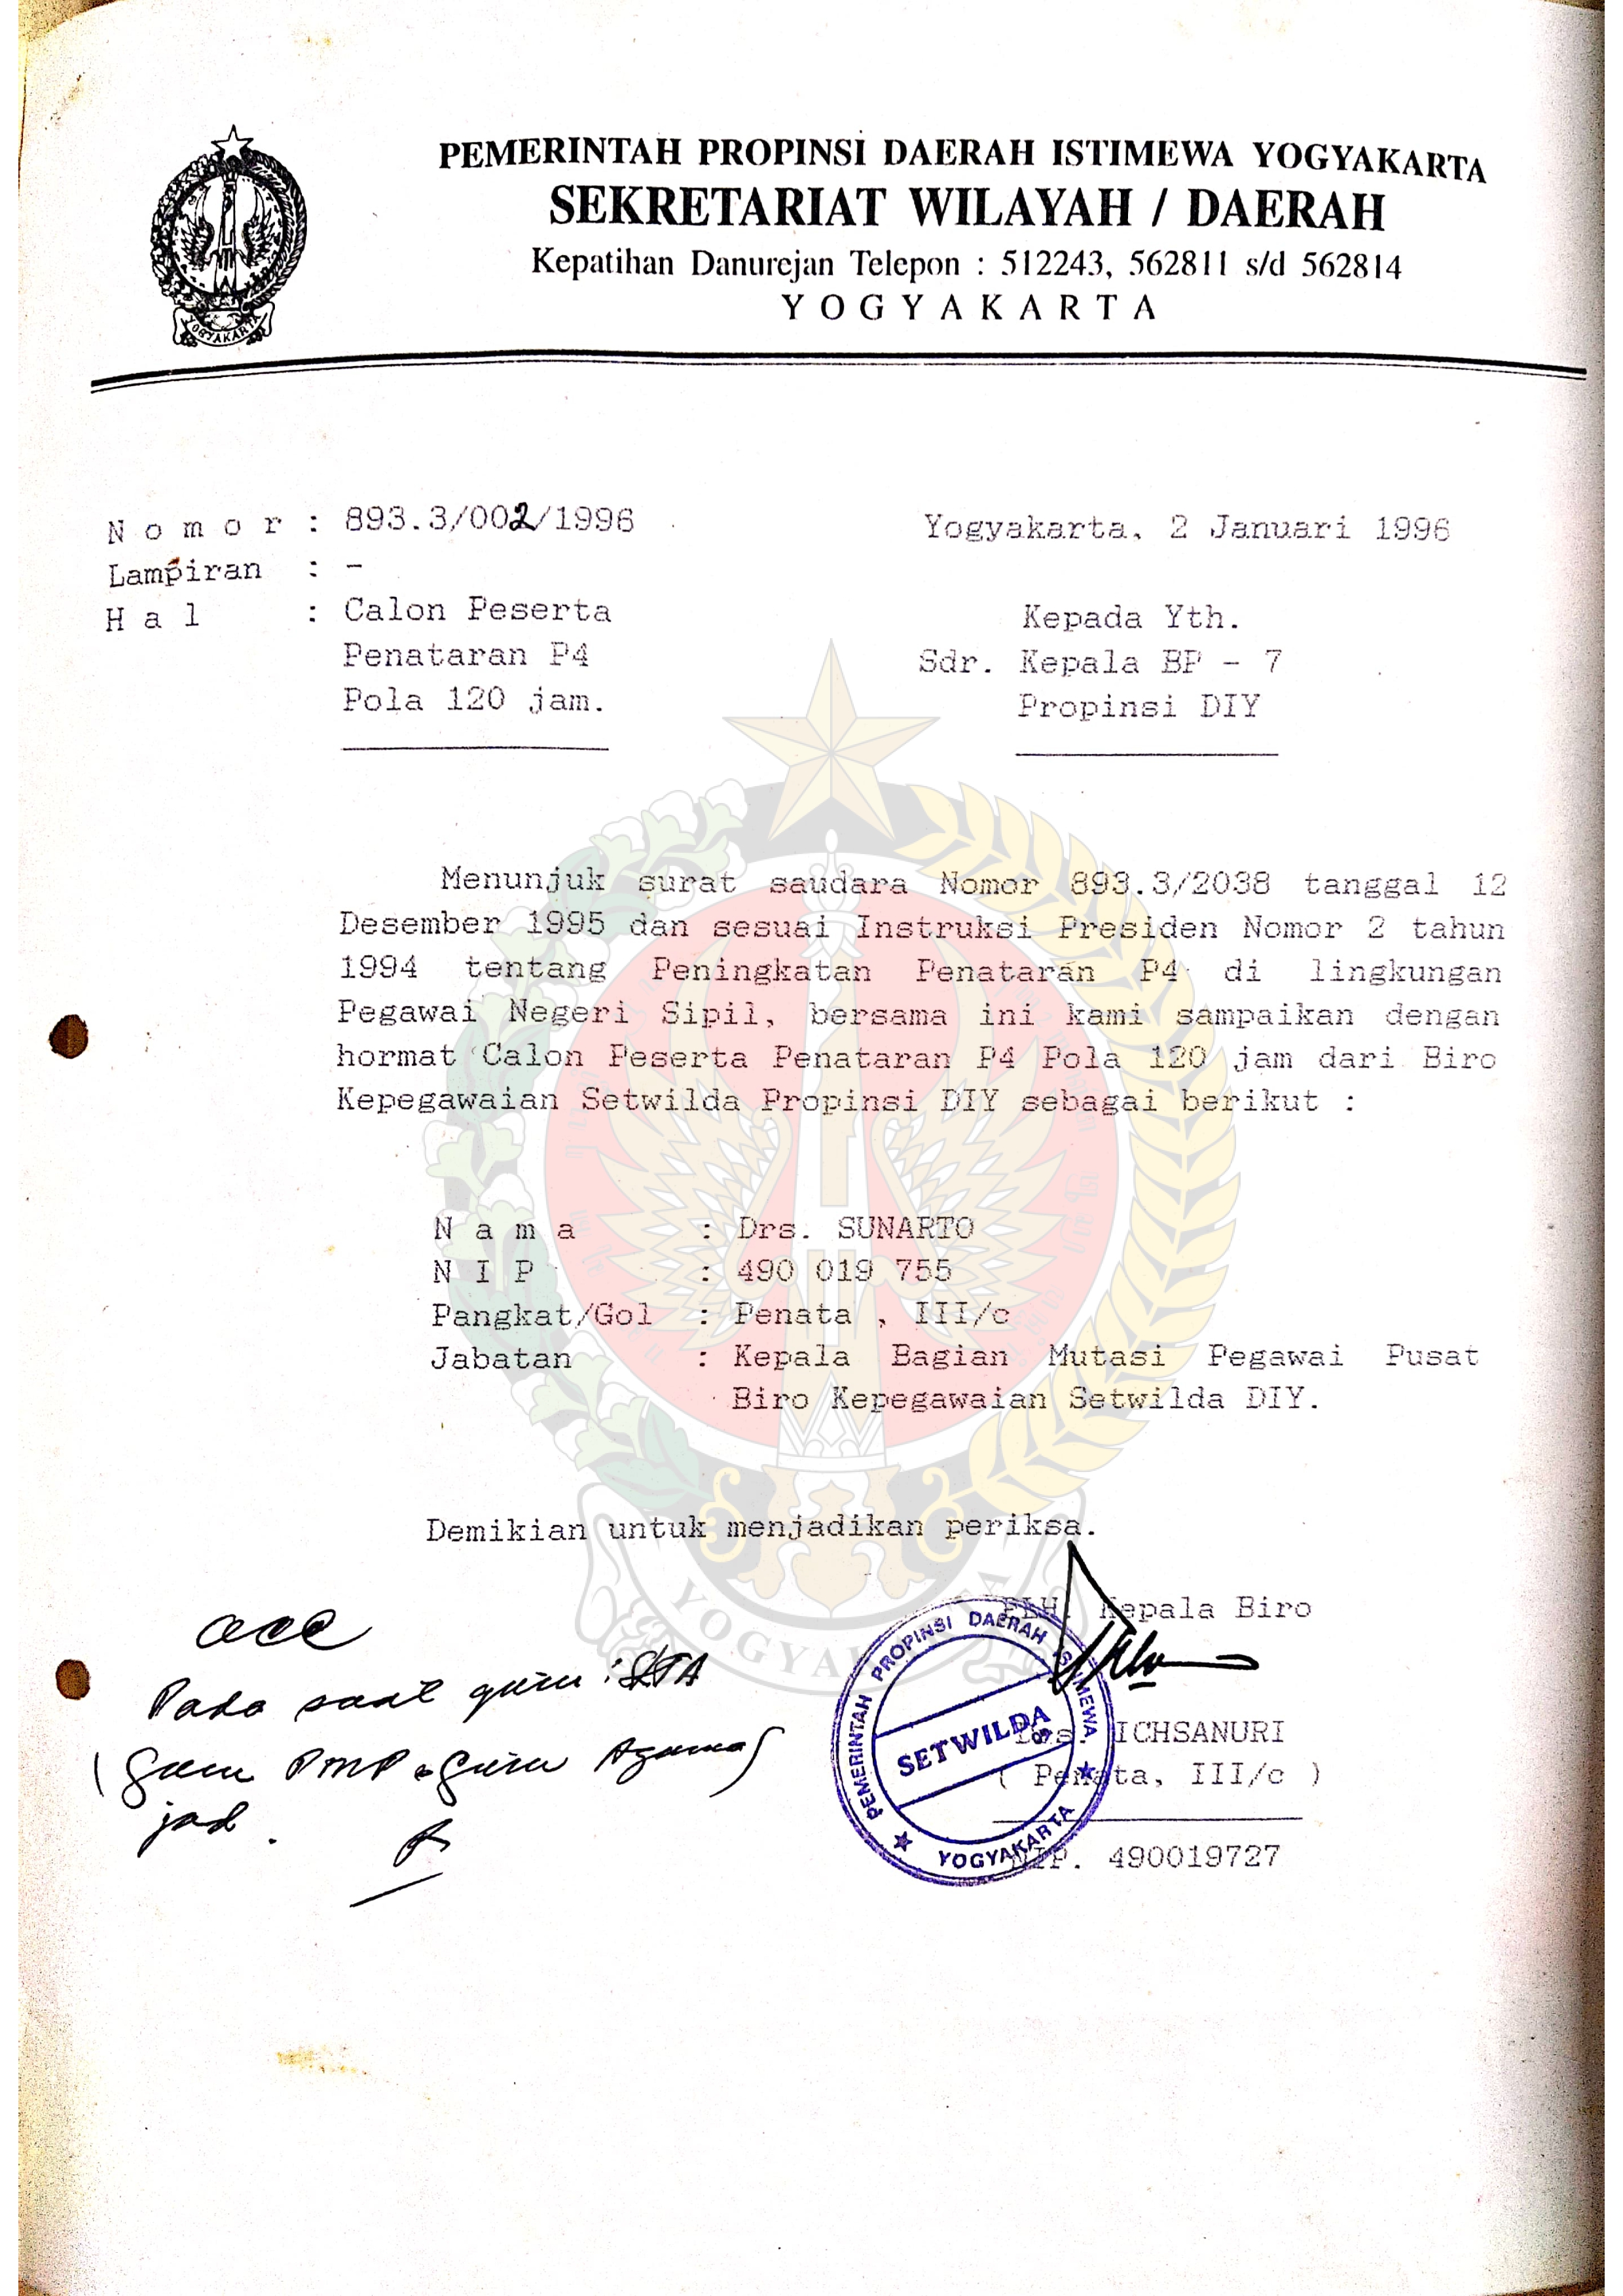 PEMERINTAH PROPINSI DAERAH ISTIMEWA YOGYAKARTA
SEKRETARIAT WILAYAH / DAERAH
Kepatihan Danurejan Telepon : 512243, 562811 s/d 562814
YOGYAKARTA
YOGYAKARTA
Nomor : 893.3/002/1996
Yogyakarta, 2 Januari 1996
Lampiran : -
Hal : Calon Peserta
Penataran P4
Pola 120 jam.
Kepada Yth.
Sdr. Kepala BP - 7
Propinsi DIY
Menunjuk surat saudara Nomor 893.3/2038 tanggal 12
Desember 1995 dan sesuai Instruksi Presiden Nomor 2 tahun
1994 tentang Peningkatan Penataran P4 di lingkungan
Pegawai Negeri Sipil, bersama ini kami sampaikan dengan
hormat Calon Peserta Penataran P4 Pola 120 jam dari Biro
Kepegawaian Setwilda Propinsi DIY sebagai berikut :
Nama : Drs. SUNARTO
NIP : 490 019 755
Pangkat/Gol : Penata , III/c
Jabatan : Kepala Bagian Mutasi Pegawai Pusat
Biro Kepegawaian Setwilda DIY.
Demikian untuk menjadikan periksa.
PLH. Kepala Biro
Drs. ICHSANURI
( Penata, III/c )
NIP. 490019727
PEMERINTAH PROPINSI DAERAH ISTIMEWA
SETWILDA
YOGYAKARTA
acc
Pada saat guru
(Guru PMP & Guru Agama)
YOGYAKARTA